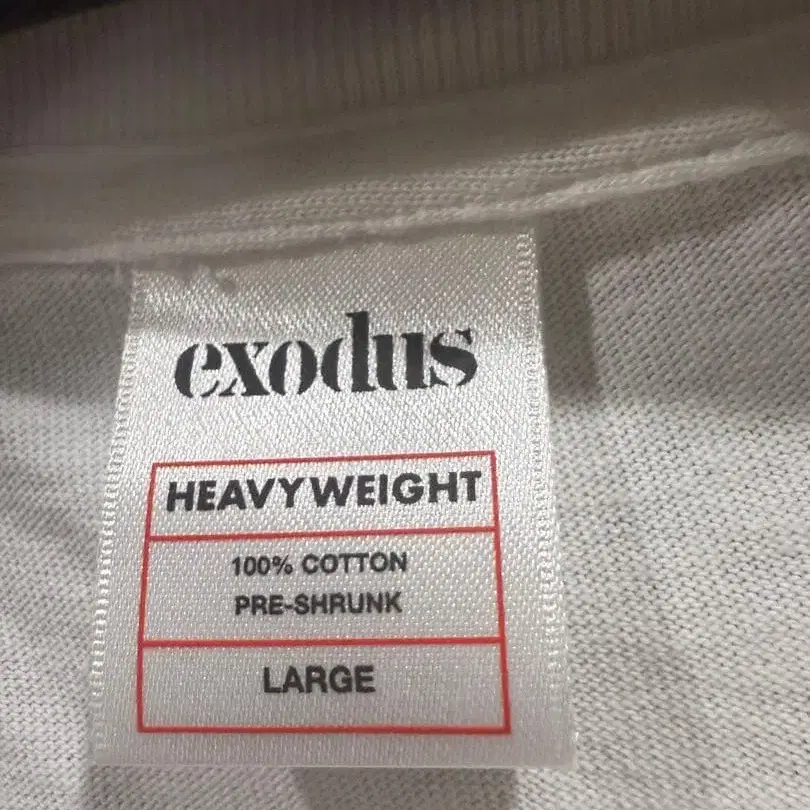 exodus
HEAVYWEIGHT
100% COTTON
PRE-SHRUNK
LARGE